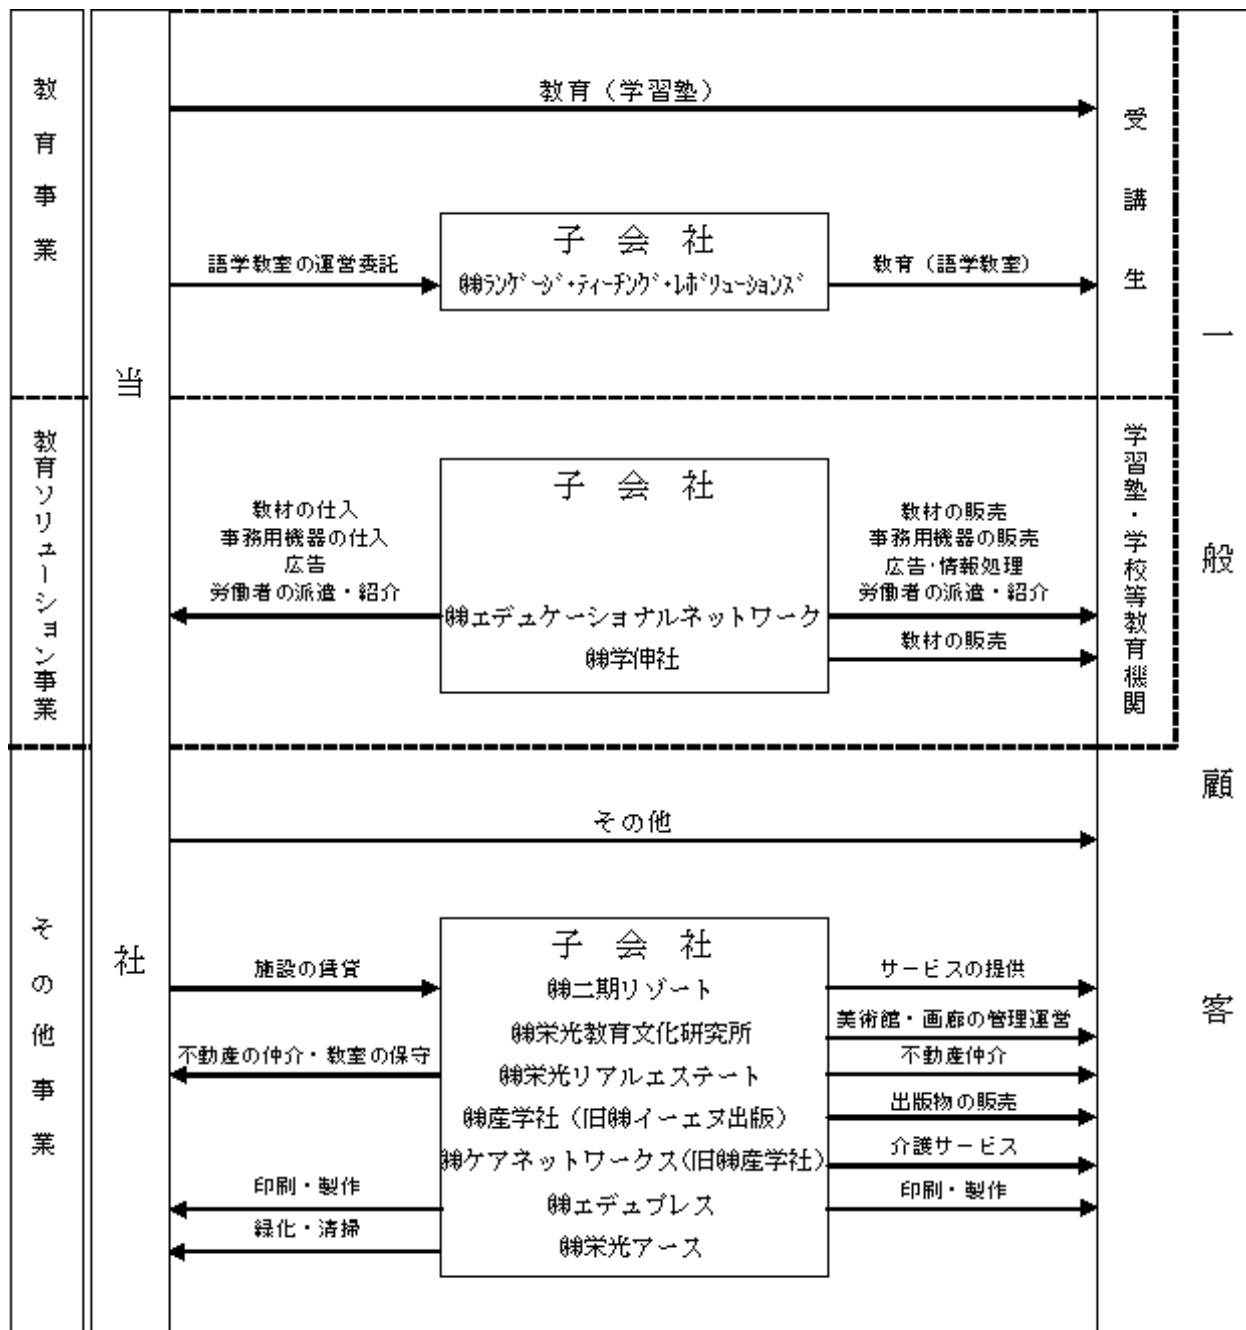 教育事業
当社
教育（学習塾）
受講生
語学教室の運営委託
子会社
㈱ﾗﾝｹﾞｰｼﾞ・ﾃｨｰﾁﾝｸﾞ・ﾚﾎﾞﾘｭｰｼｮﾝｽﾞ
教育（語学教室）
一般顧客
教育ソリューション事業
教材の仕入
事務用機器の仕入
広告
労働者の派遣・紹介
子会社
㈱エデュケーショナルネットワーク
㈱学伸社
教材の販売
事務用機器の販売
広告・情報処理
労働者の派遣・紹介
教材の販売
学習塾・学校等教育機関
その他事業
その他
子会社
施設の賃貸
㈱二期リゾート
サービスの提供
㈱栄光教育文化研究所
美術館・画廊の管理運営
不動産の仲介・教室の保守
㈱栄光リアルエステート
不動産仲介
㈱産学社（旧㈱イーエヌ出版）
出版物の販売
㈱ケアネットワークス(旧㈱産学社)
介護サービス
印刷・製作
㈱エデュプレス
印刷・製作
緑化・清掃
㈱栄光アース